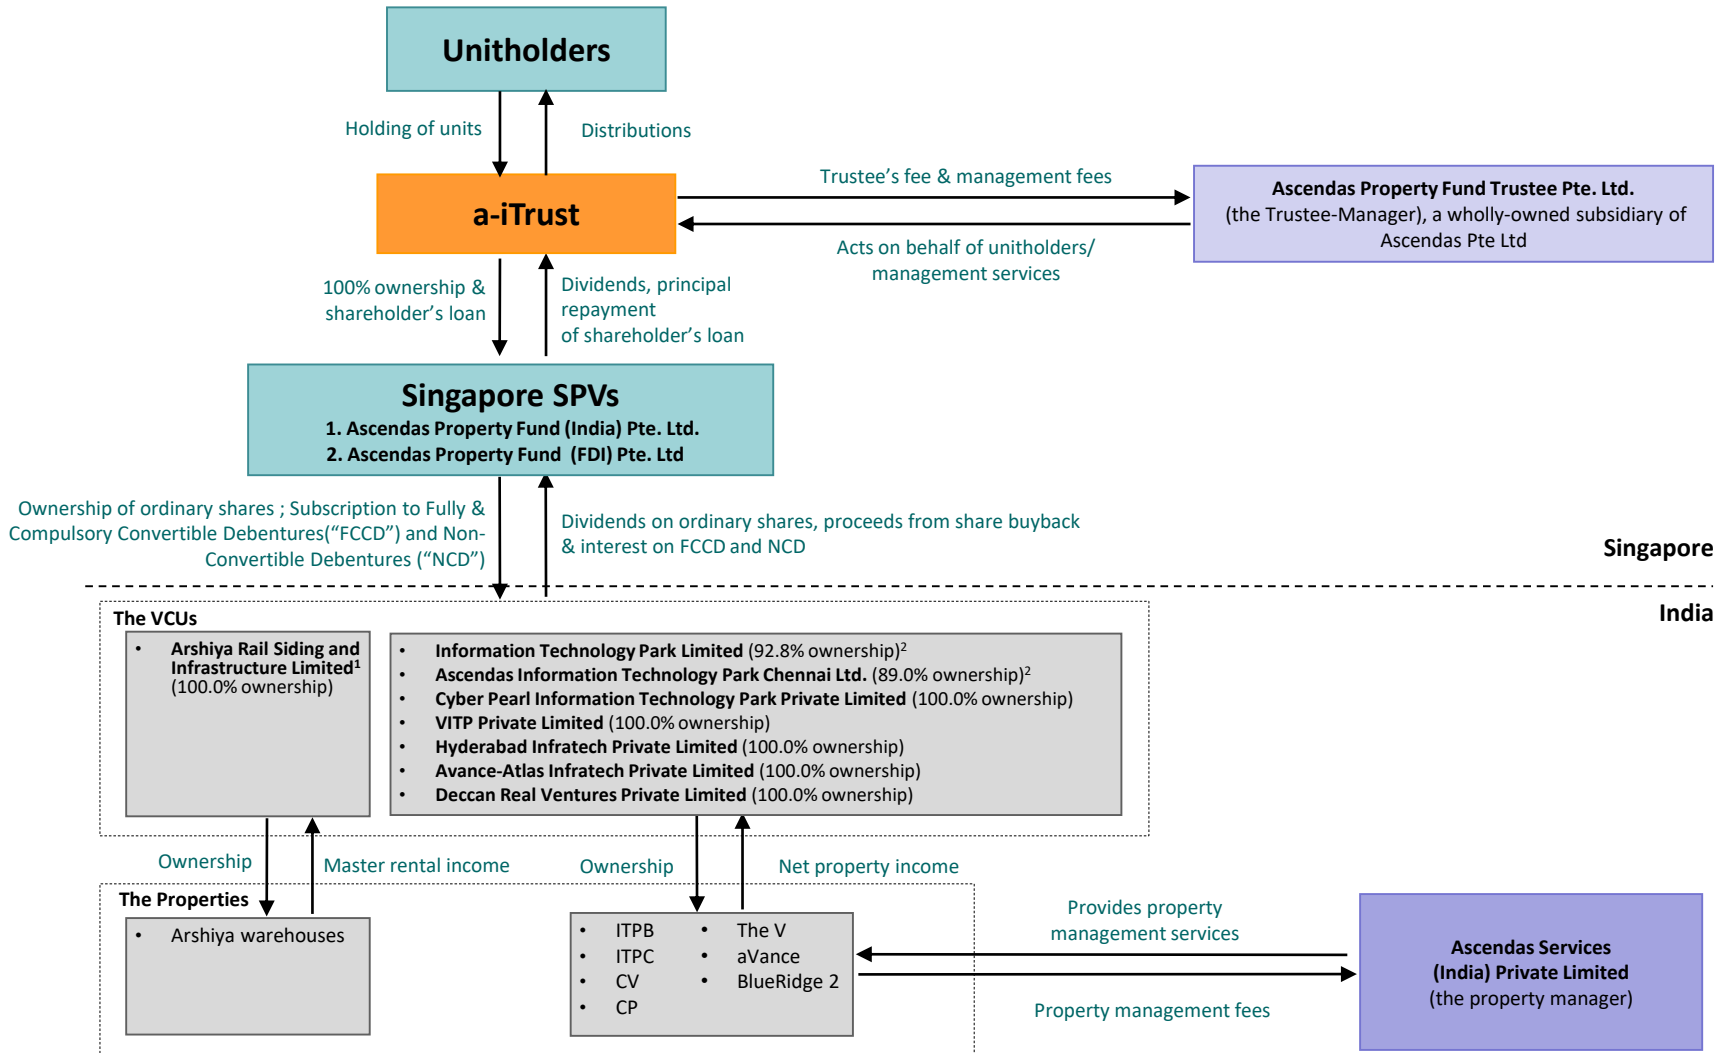 Unitholders
Holding of units
Distributions
a-iTrust
Trustee’s fee & management fees
Acts on behalf of unitholders/
management services
Ascendas Property Fund Trustee Pte. Ltd.
(the Trustee-Manager), a wholly-owned subsidiary of
Ascendas Pte Ltd
100% ownership &
shareholder’s loan
Dividends, principal
repayment
of shareholder’s loan
Singapore SPVs
1. Ascendas Property Fund (India) Pte. Ltd.
2. Ascendas Property Fund (FDI) Pte. Ltd
Ownership of ordinary shares ; Subscription to Fully &
Compulsory Convertible Debentures(“FCCD”) and Non-
Convertible Debentures (“NCD”)
Dividends on ordinary shares, proceeds from share buyback
& interest on FCCD and NCD
Singapore
India
The VCUs
• Arshiya Rail Siding and
Infrastructure Limited¹
(100.0% ownership)
• Information Technology Park Limited (92.8% ownership)²
• Ascendas Information Technology Park Chennai Ltd. (89.0% ownership)²
• Cyber Pearl Information Technology Park Private Limited (100.0% ownership)
• VITP Private Limited (100.0% ownership)
• Hyderabad Infratech Private Limited (100.0% ownership)
• Avance-Atlas Infratech Private Limited (100.0% ownership)
• Deccan Real Ventures Private Limited (100.0% ownership)
Ownership
Master rental income
Ownership
Net property income
The Properties
• Arshiya warehouses
• ITPB
• ITPC
• CV
• CP
• The V
• aVance
• BlueRidge 2
Provides property
management services
Property management fees
Ascendas Services
(India) Private Limited
(the property manager)